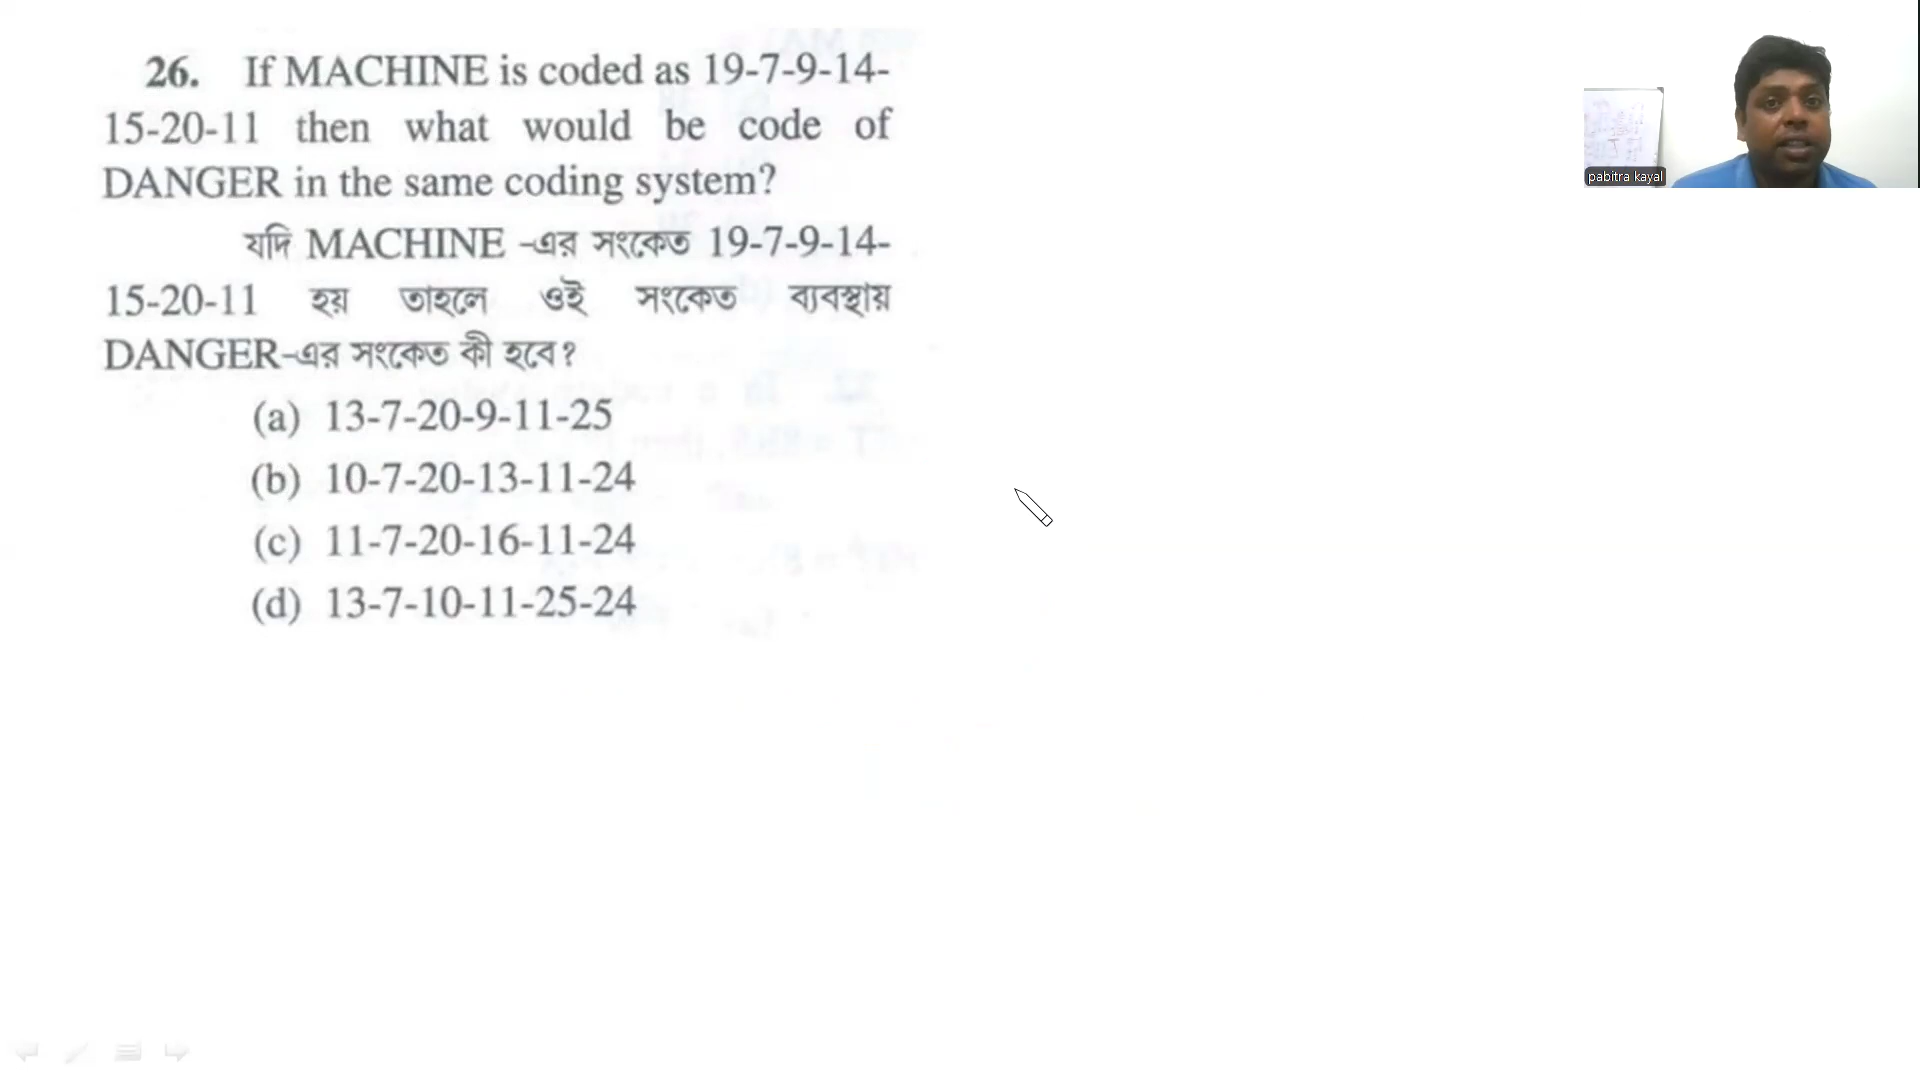 26. If MACHINE is coded as 19-7-9-14-
15-20-11 then what would be code of
DANGER in the same coding system?
যদি MACHINE -এর সংকেত 19-7-9-14-
15-20-11 হয় তাহলে ওই সংকেত ব্যবস্থায়
DANGER-এর সংকেত কী হবে?
(a) 13-7-20-9-11-25
(b) 10-7-20-13-11-24
(c) 11-7-20-16-11-24
(d) 13-7-10-11-25-24
pabitra kayal